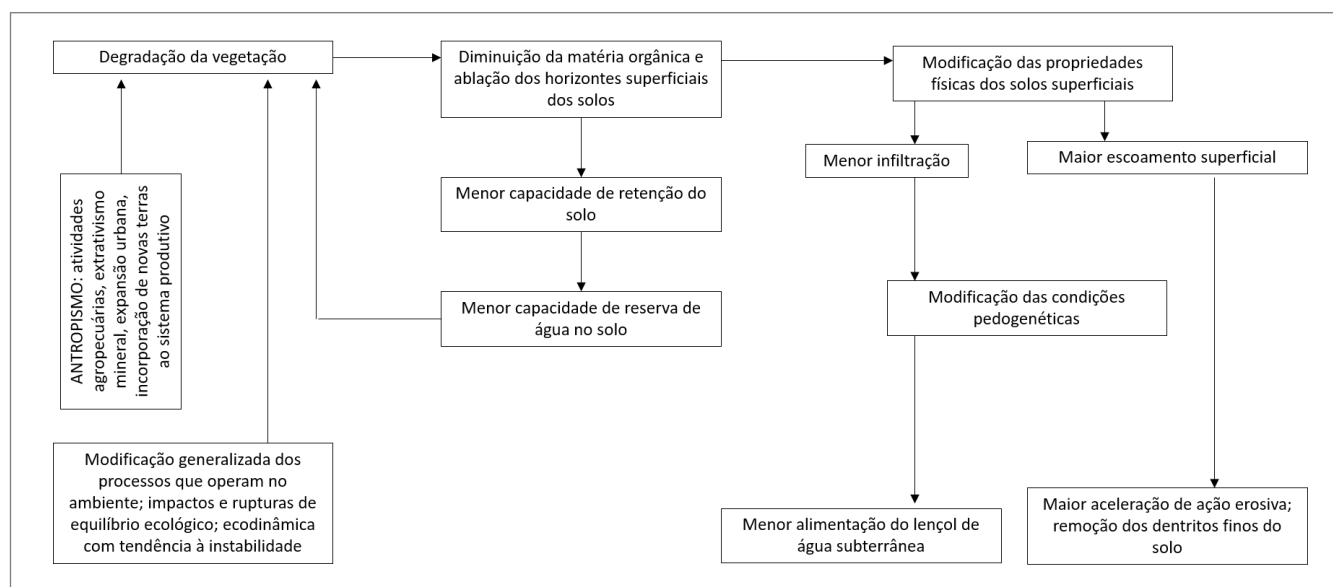 Degradação da vegetação
Diminuição da matéria orgânica e
ablação dos horizontes superficiais
dos solos
Modificação das propriedades
físicas dos solos superficiais
Menor infiltração
Maior escoamento superficial
ANTROPISMO: atividades
agropecuárias, extrativismo
mineral, expansão urbana,
incorporação de novas terras
ao sistema produtivo
Menor capacidade de retenção do
solo
Menor capacidade de reserva de
água no solo
Modificação das condições
pedogenéticas
Modificação generalizada dos
processos que operam no
ambiente; impactos e rupturas de
equilíbrio ecológico; ecodinâmica
com tendência à instabilidade
Menor alimentação do lençol de
água subterrânea
Maior aceleração de ação erosiva;
remoção dos dentritos finos do
solo